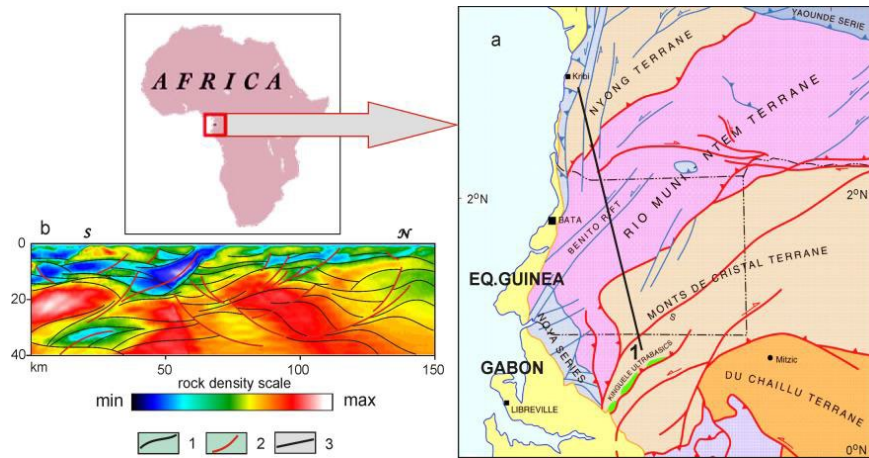 AFRICA
a
YAOUNDE SERIE
Kribi
NYONG TERRANE
RIO MUNI - NTEM TERRANE
2°N
2°N
BATA
BENITO RIFT
EQ.GUINEA
MONTS DE CRISTAL TERRANE
S
1
NOYA SERIES
KINGUELE ULTRABASICS
GABON
Mitzic
DU CHAILLU TERRANE
LIBREVILLE
0°N
b
S N
0
20
40
km 50 100 150
rock density scale
min max
1 2 3